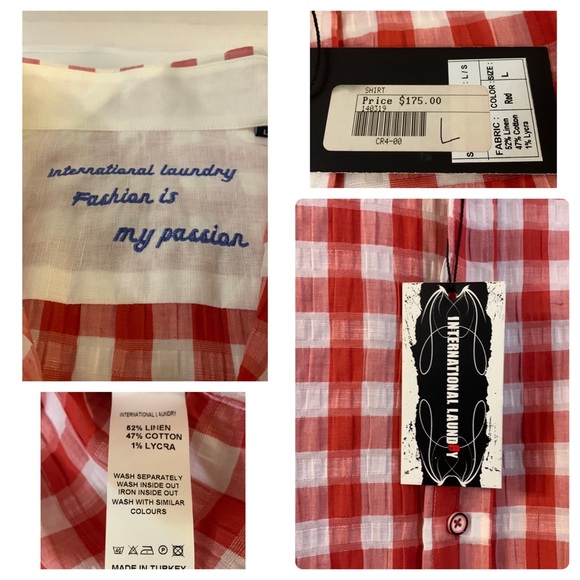 international laundry
Fashion is
my passion
L
SHIRT
Price $175.00
140319
CR4-00
L
S : L/S
COLOR: Red
SIZE: L
FABRIC :
52% Linen
47% Cotton
1% Lycra
INTERNATIONAL LAUNDRY
INTERNATIONAL LAUNDRY
52% LINEN
47% COTTON
1% LYCRA
WASH SEPARATELY
WASH INSIDE OUT
IRON INSIDE OUT
WASH WITH SIMILAR
COLOURS
MADE IN TURKEY